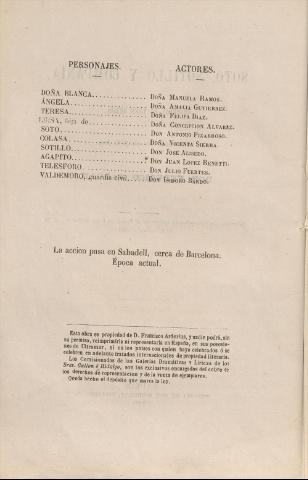 PERSONAJES. ACTORES.
DOÑA BLANCA DOÑA MANUELA RAMOS.
ÁNGELA DOÑA AMALIA GUTIERREZ.
TERESA DOÑA FELIPA DIAZ.
LUISA, hija de DOÑA CONCEPCION ALVAREZ.
SOTO DON ANTONIO PIZARROSO.
COLASA DOÑA VICENTA SIERRA.
SOTILLO DON JOSÉ ALBEDO.
AGAPITO DON JUAN LOPEZ BENETTI.
TELESFORO DON JULIO FUERTES.
VALDEMORO, guardia civil DON ISIDORO
La accion pasa en Sabadell, cerca de Barcelona.
Epoca actual.
Esta obra es propiedad de D. Francisco Arderius, y nadie podrá, sin
su permiso, reimprimirla ni representarla en España, en sus posesio-
nes de Ultramar, ni en los paises con quien haya celebrados ó se
celebren en adelante tratados internacionales de propiedad literaria.
Los Comisionados de las Galerías Dramáticas y Líricas de los
Sres. Gullon é Hidalgo, son los exclusivos encargados del cobro de
los derechos de representacion y de la venta de ejemplares.
Queda hecho el depósito que marca la ley.